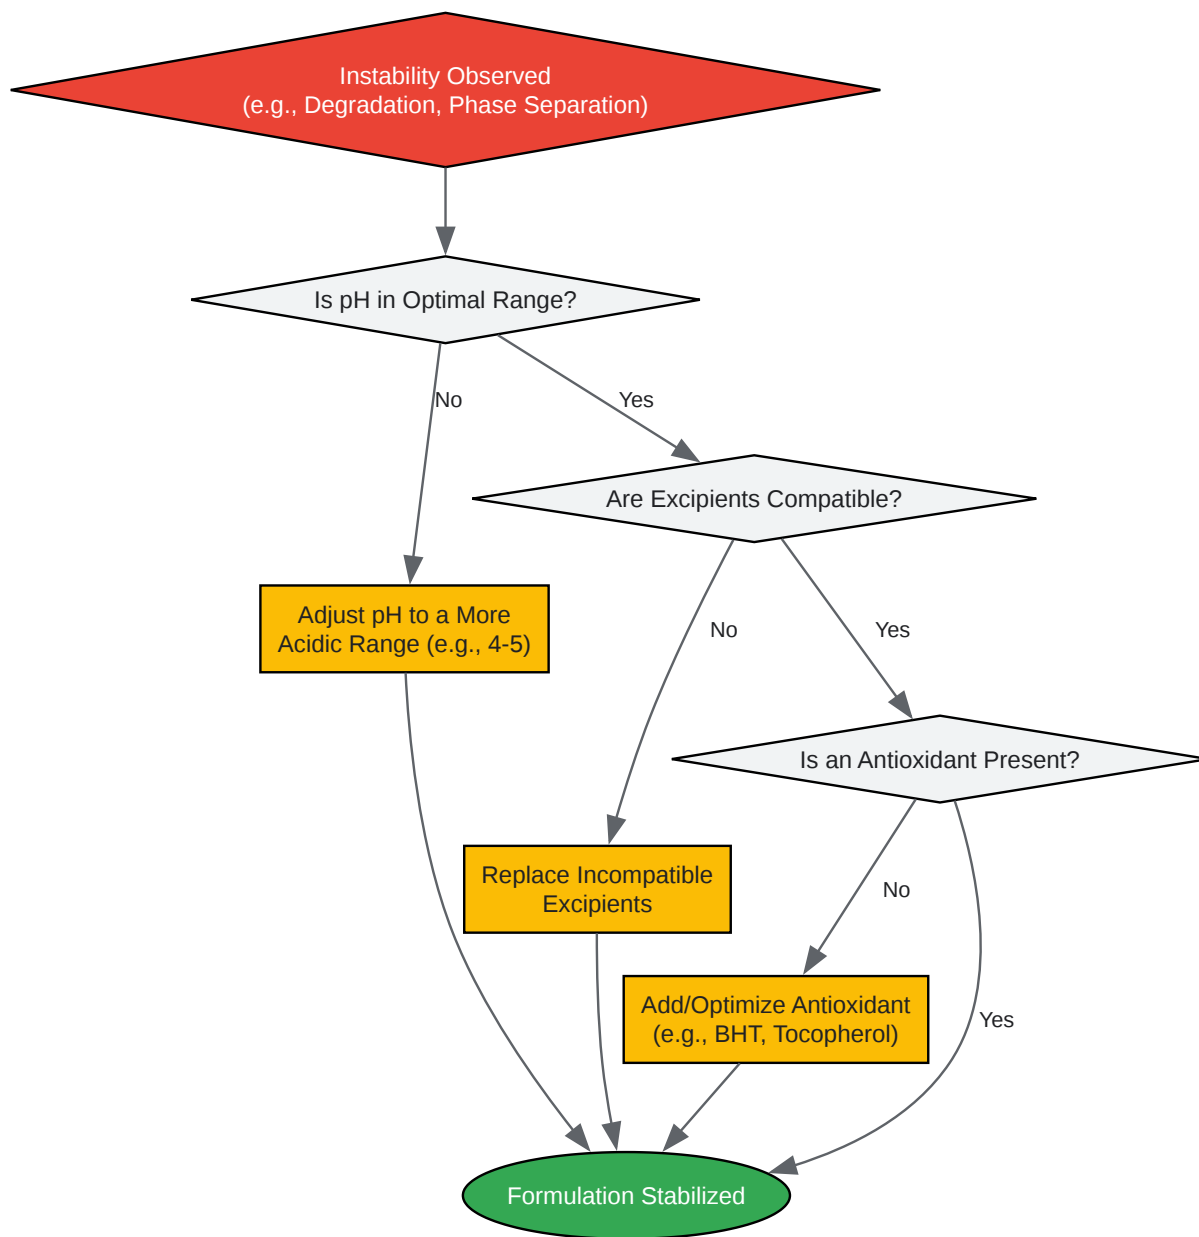 Instability Observed
(e.g., Degradation, Phase Separation)
Is pH in Optimal Range?
No
Yes
Are Excipients Compatible?
Adjust pH to a More
Acidic Range (e.g., 4-5)
No
Yes
Is an Antioxidant Present?
Replace Incompatible
Excipients
No
Add/Optimize Antioxidant
(e.g., BHT, Tocopherol)
Yes
Formulation Stabilized